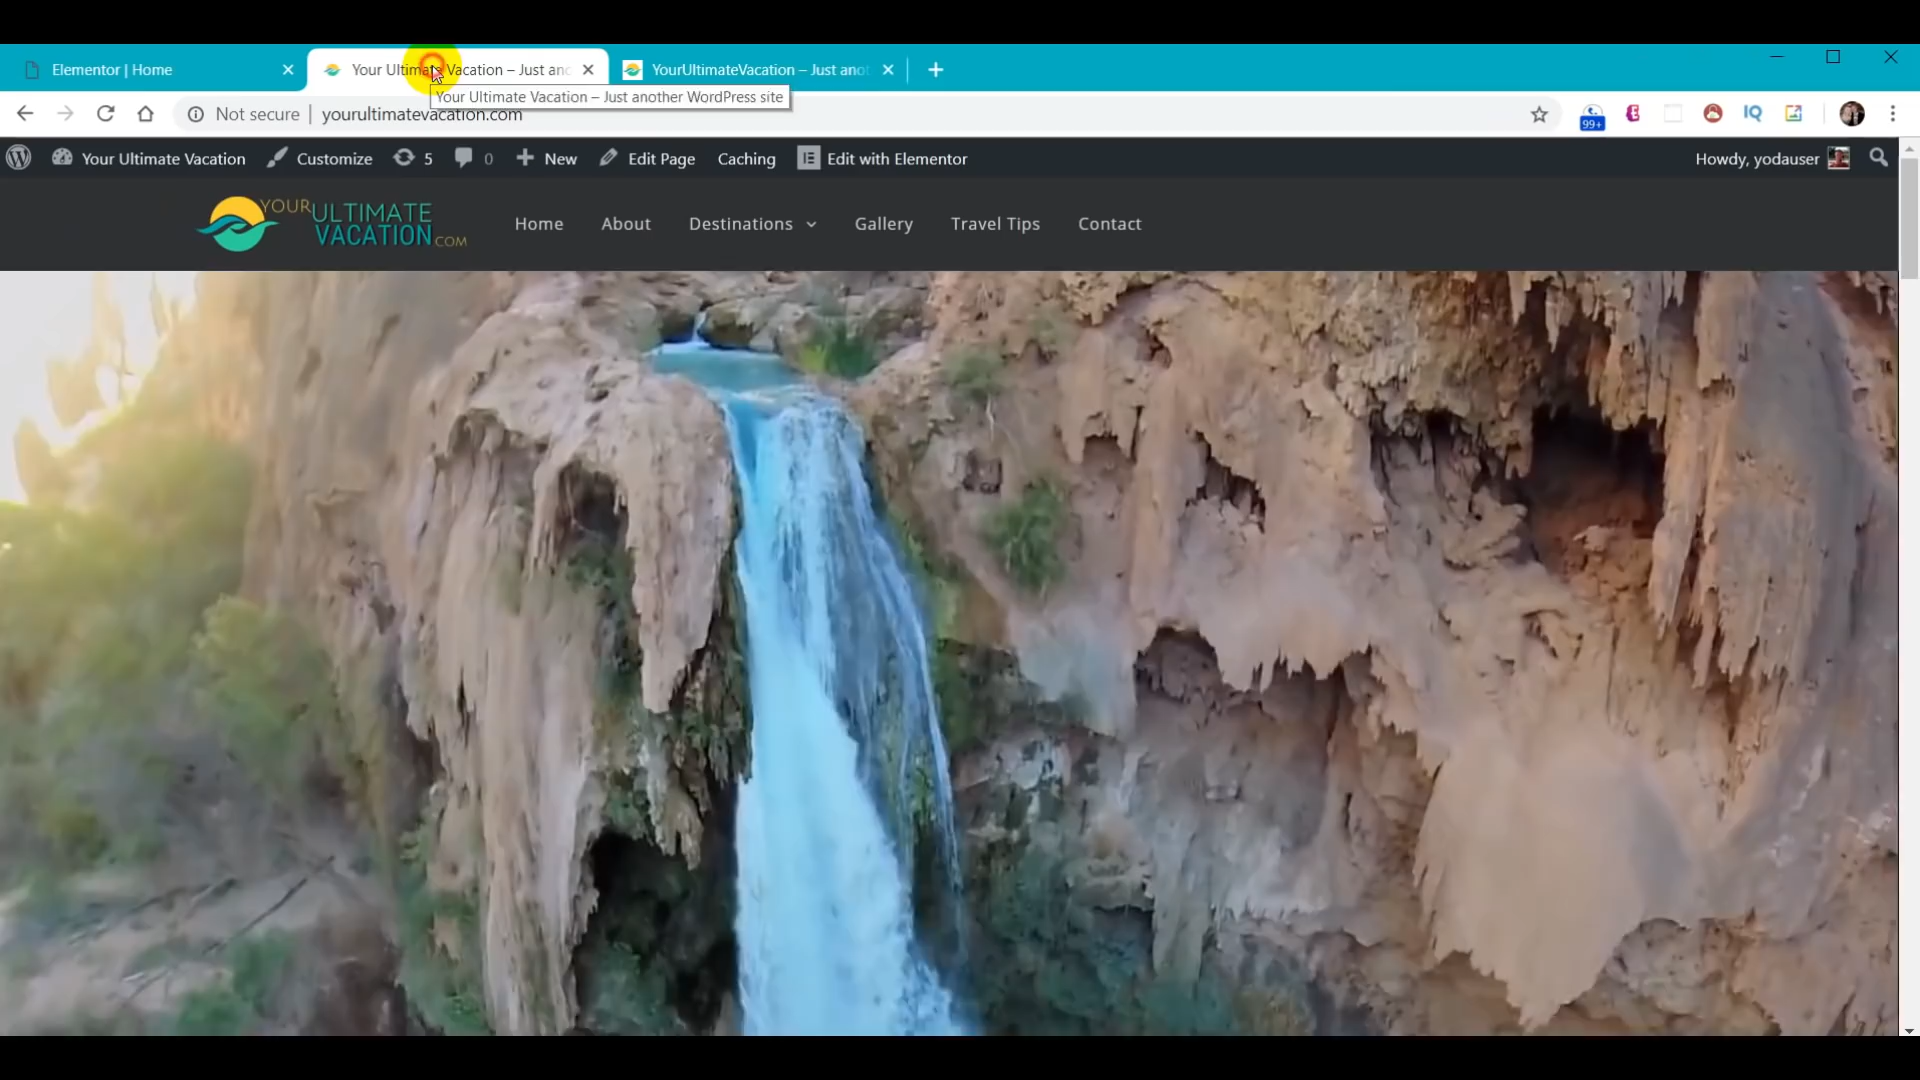 Elementor | Home
Your Ultimate Vacation – Just anc
YourUltimateVacation – Just anot
Your Ultimate Vacation – Just another WordPress site
Not secure | yourultimatevacation.com
99+
IQ
Your Ultimate Vacation
Customize
5
0
New
Edit Page
Caching
Edit with Elementor
Howdy, yodauser
YOUR ULTIMATE VACATION .COM
Home
About
Destinations
Gallery
Travel Tips
Contact